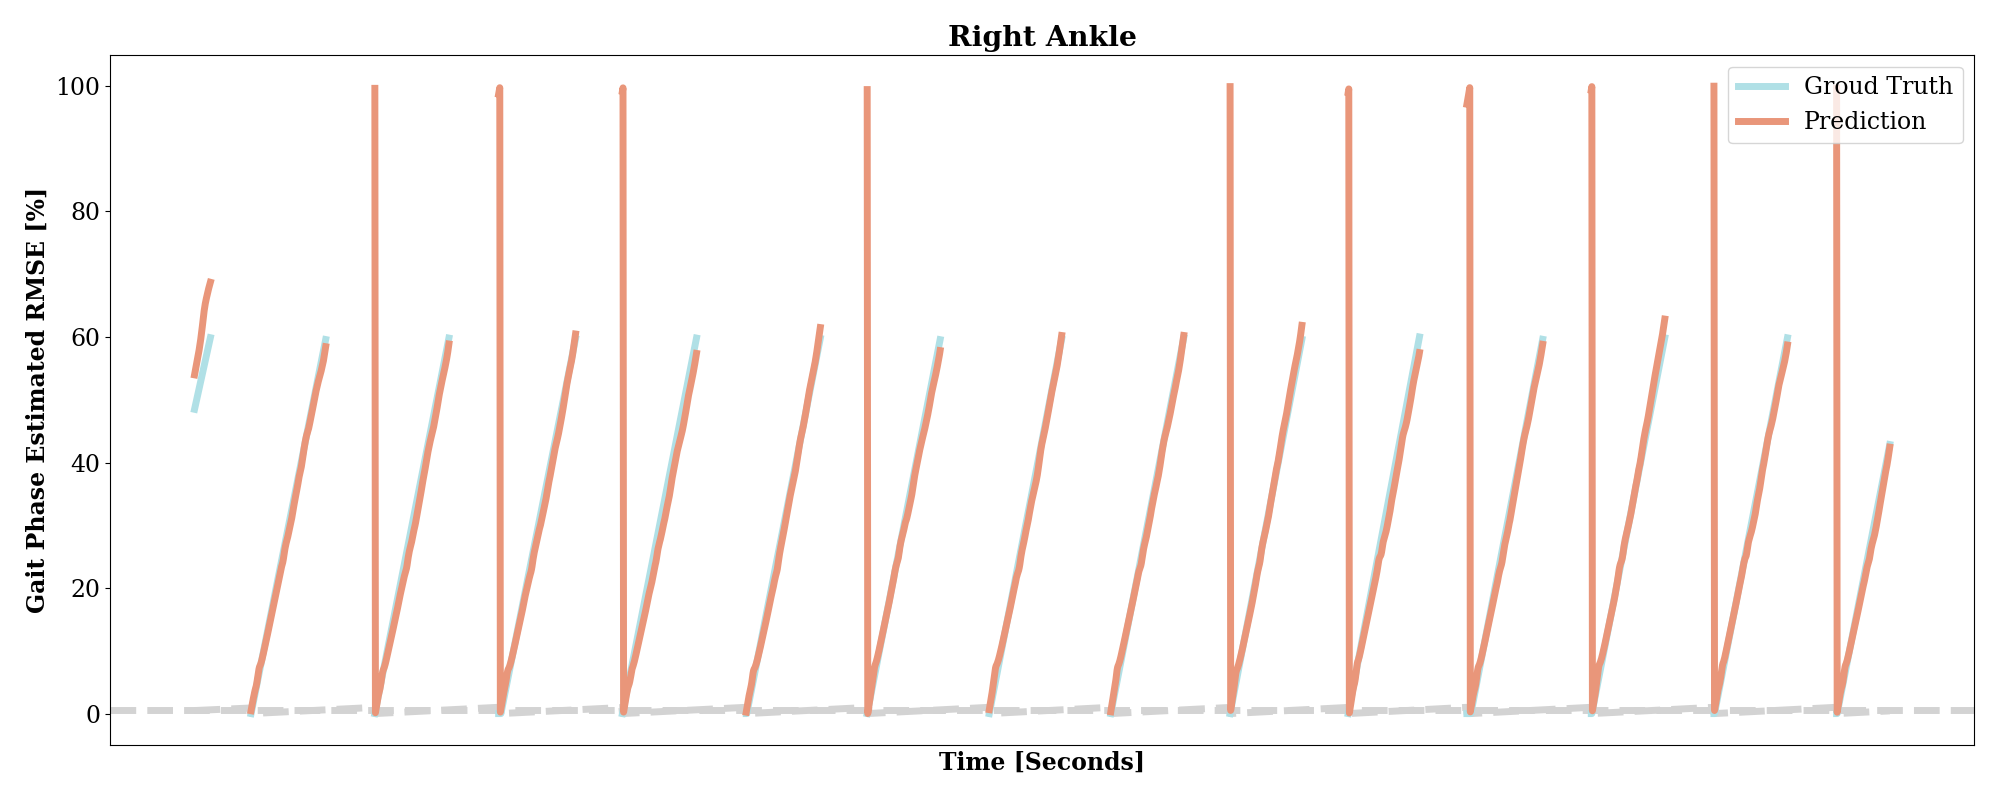 Right Ankle
Gait Phase Estimated RMSE [%]
100
80
60
40
20
0
Groud Truth
Prediction
Time [Seconds]